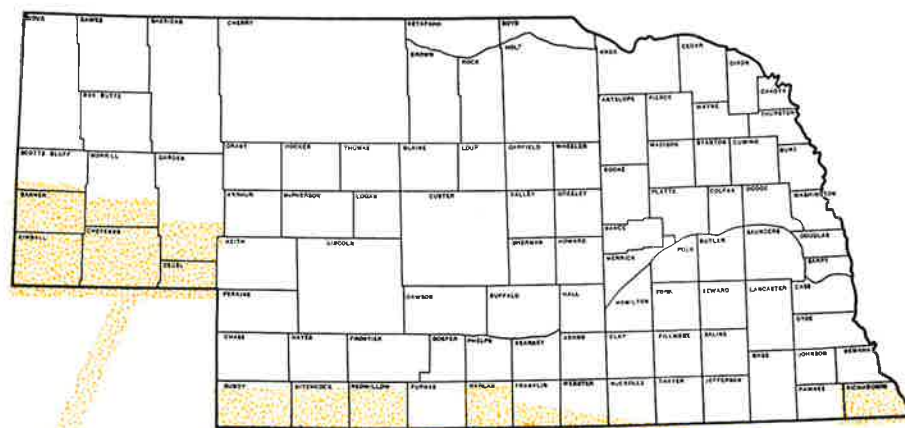 SIOUX
DAWES
SHERIDAN
CHERRY
KEYAPAHA
BOYD
BROWN
ROCK
HOLT
KNOX
CEDAR
DIXON
DAKOTA
BOX BUTTE
ANTELOPE
PIERCE
WAYNE
THURSTON
SCOTTS BLUFF
MORRILL
GARDEN
GRANT
HOOKER
THOMAS
BLAINE
LOUP
GARFIELD
WHEELER
MADISON
STANTON
CUMING
BURT
BOONE
BANNER
ARTHUR
McPHERSON
LOGAN
CUSTER
VALLEY
GREELEY
PLATTE
COLFAX
DODGE
WASHINGTON
KIMBALL
CHEYENNE
DEUEL
KEITH
LINCOLN
SHERMAN
HOWARD
NANCE
MERRICK
POLK
BUTLER
SAUNDERS
DOUGLAS
SARPY
PERKINS
DAWSON
BUFFALO
HALL
HAMILTON
YORK
SEWARD
LANCASTER
CASS
OTOE
CHASE
HAYES
FRONTIER
GOSPER
PHELPS
KEARNEY
ADAMS
CLAY
FILLMORE
SALINE
GAGE
JOHNSON
NEMAHA
DUNDY
HITCHCOCK
REDWILLOW
FURNAS
HARLAN
FRANKLIN
WEBSTER
NUCKOLLS
THAYER
JEFFERSON
PAWNEE
RICHARDSON